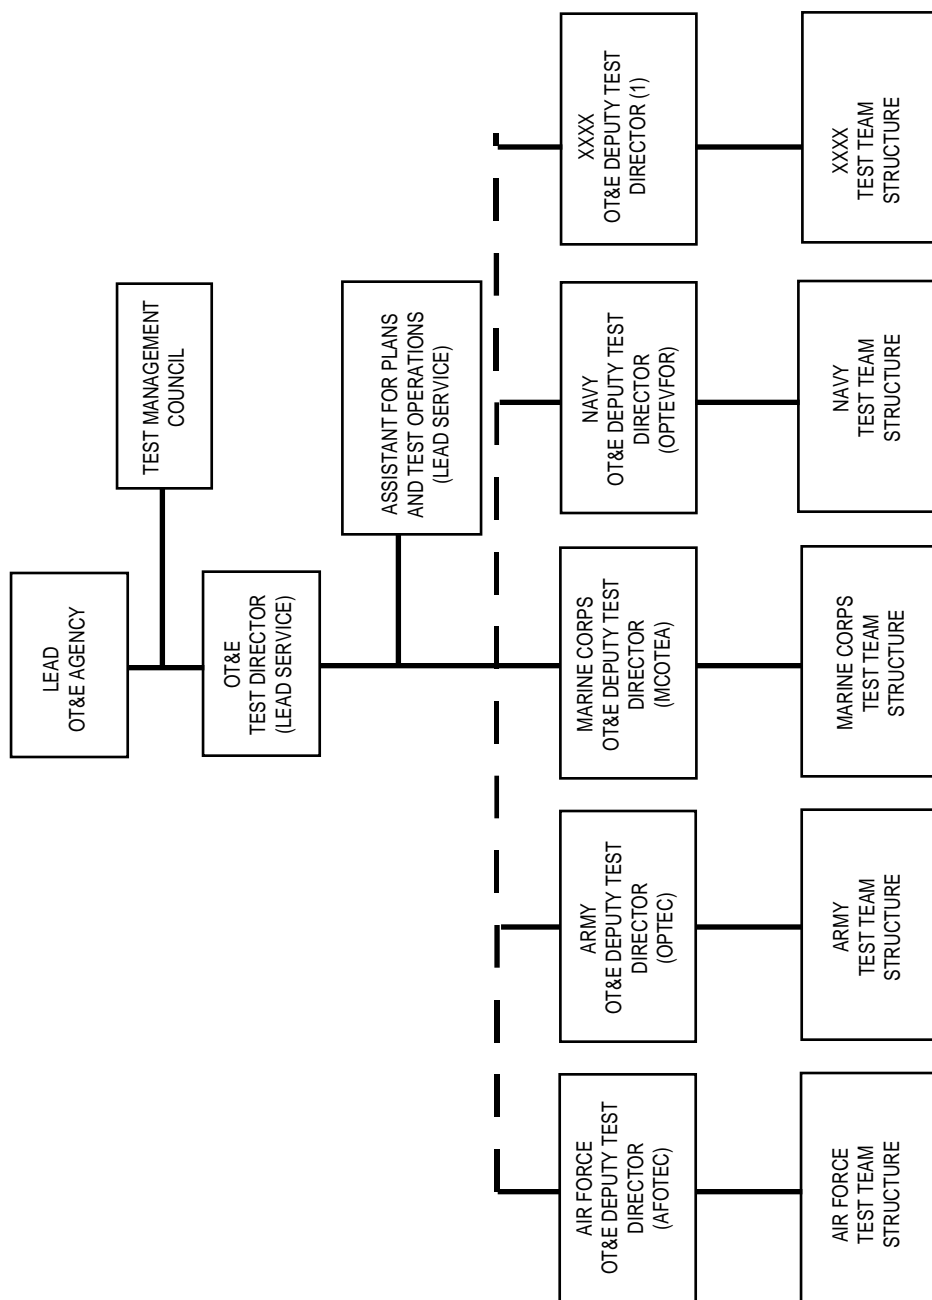 LEAD
OT&E AGENCY
TEST MANAGEMENT
COUNCIL
OT&E
TEST DIRECTOR
(LEAD SERVICE)
ASSISTANT FOR PLANS
AND TEST OPERATIONS
(LEAD SERVICE)
AIR FORCE
OT&E DEPUTY TEST
DIRECTOR
(AFOTEC)
ARMY
OT&E DEPUTY TEST
DIRECTOR
(OPTEC)
MARINE CORPS
OT&E DEPUTY TEST
DIRECTOR
(MCOTEA)
NAVY
OT&E DEPUTY TEST
DIRECTOR
(OPTEVFOR)
XXXX
OT&E DEPUTY TEST
DIRECTOR (1)
AIR FORCE
TEST TEAM
STRUCTURE
ARMY
TEST TEAM
STRUCTURE
MARINE CORPS
TEST TEAM
STRUCTURE
NAVY
TEST TEAM
STRUCTURE
XXXX
TEST TEAM
STRUCTURE